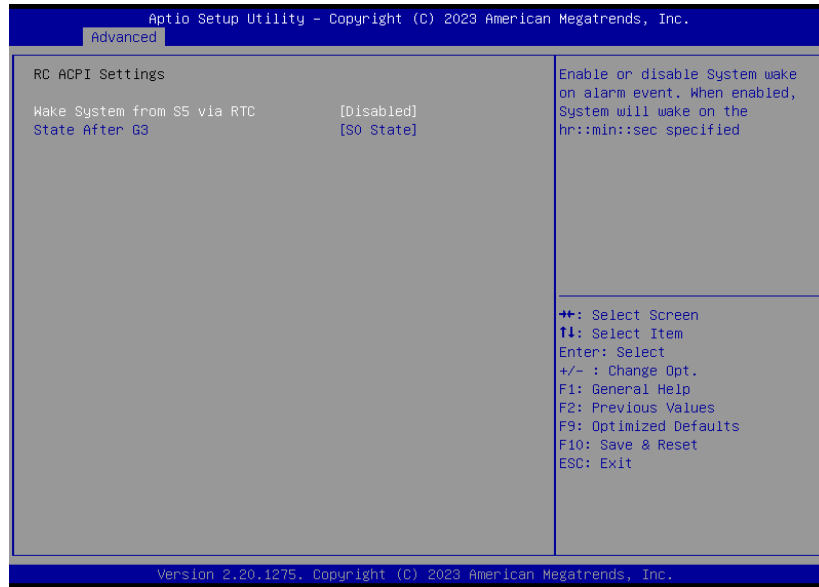 Aptio Setup Utility – Copyright (C) 2023 American Megatrends, Inc.
Advanced
RC ACPI Settings
Wake System from S5 via RTC [Disabled]
State After G3 [S0 State]
Enable or disable System wake
on alarm event. When enabled,
System will wake on the
hr::min::sec specified
→←: Select Screen
↑↓: Select Item
Enter: Select
+/- : Change Opt.
F1: General Help
F2: Previous Values
F9: Optimized Defaults
F10: Save & Reset
ESC: Exit
Version 2.20.1275. Copyright (C) 2023 American Megatrends, Inc.